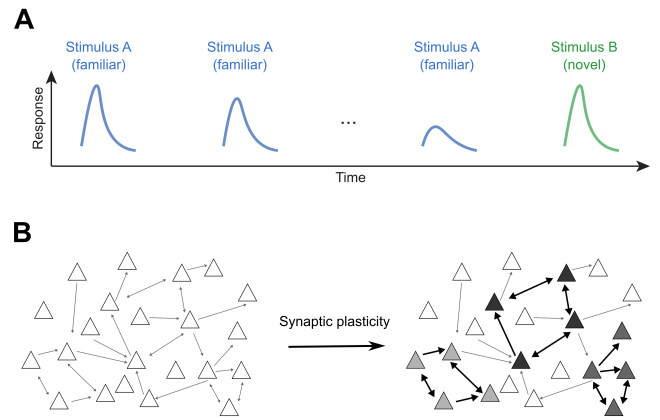 A
Stimulus A
(familiar)
Stimulus A
(familiar)
...
Stimulus A
(familiar)
Stimulus B
(novel)
Response
Time
B
Synaptic plasticity